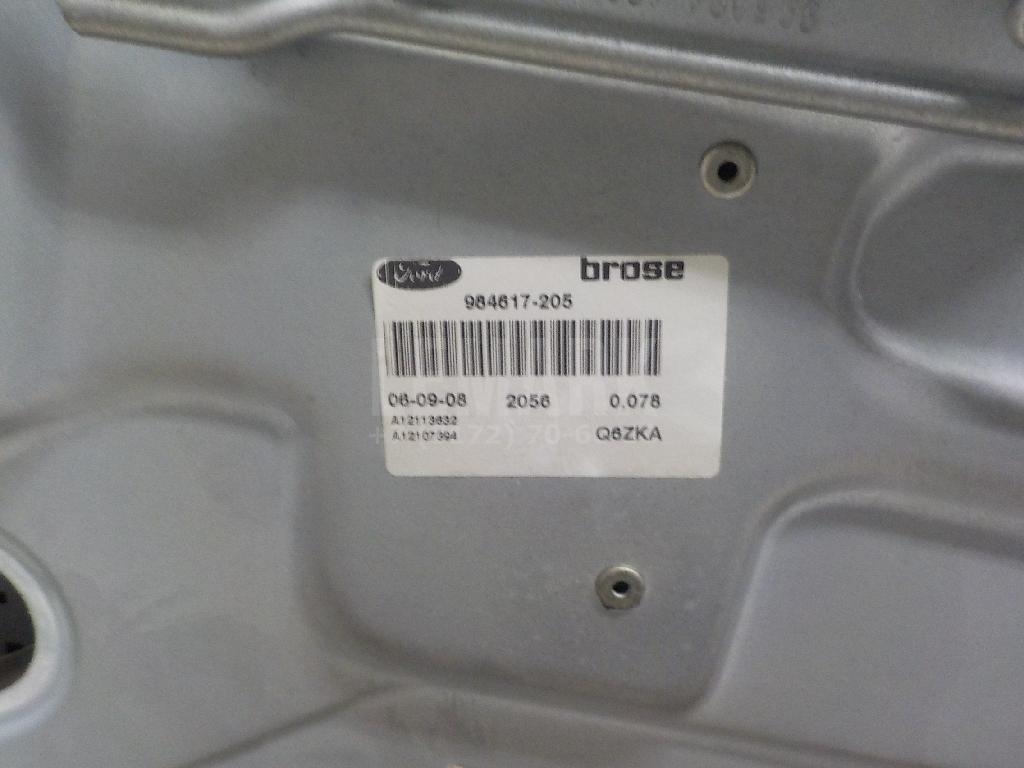 Ford brose
984617-205
06-09-08 2056 0.078
A12113632
A12107394 Q6ZKA